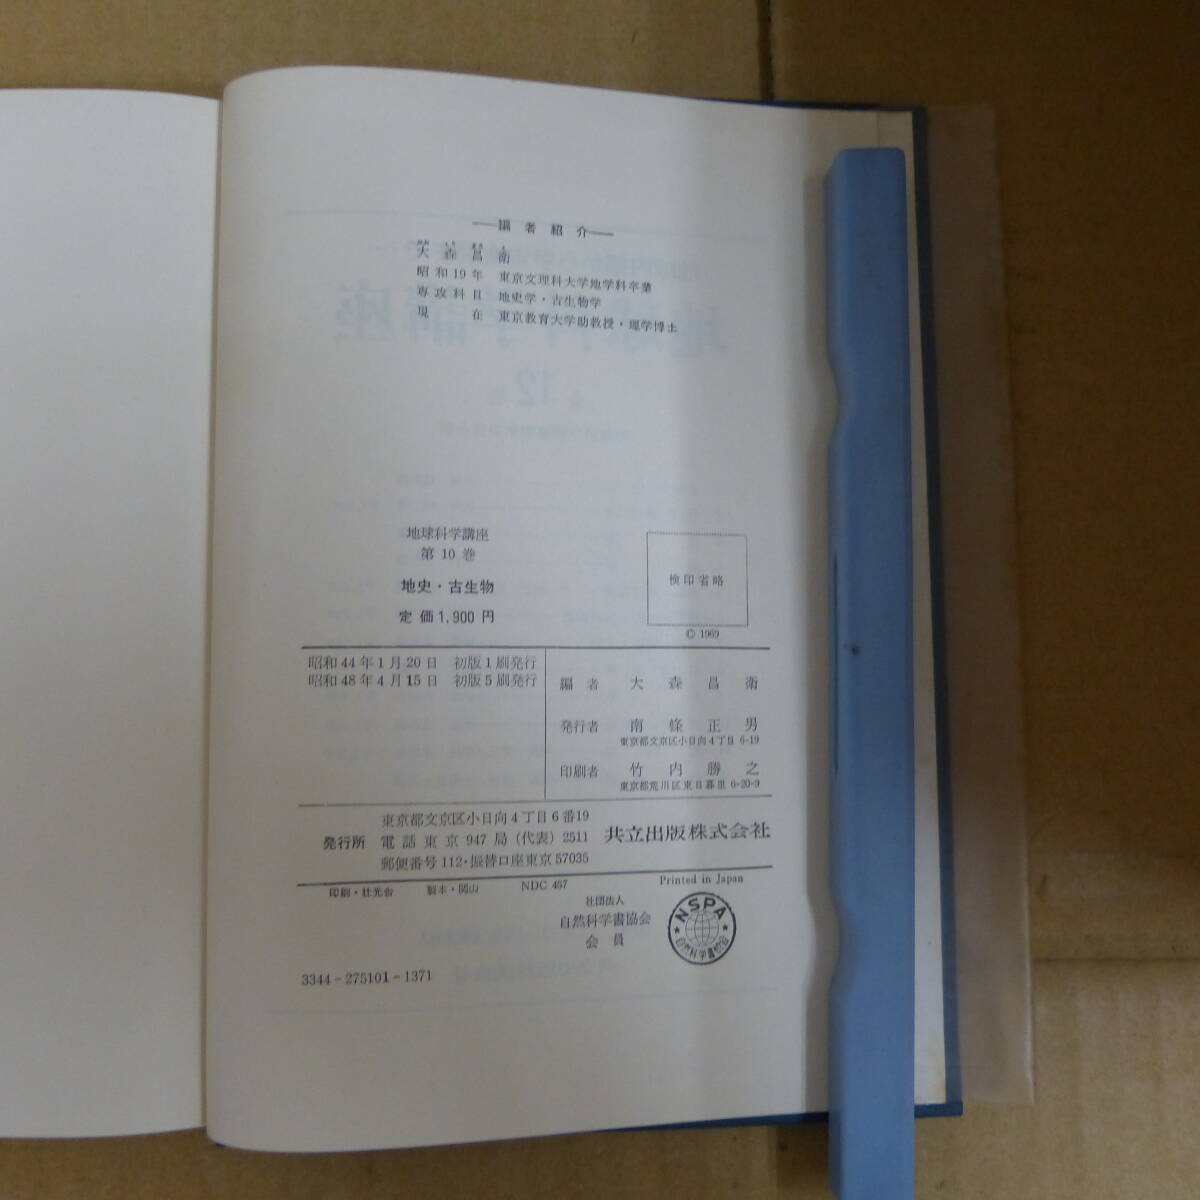 ―編者紹介―
大森昌衛
昭和19年 東京文理科大学地学科卒業
専攻科目 地史学・古生物学
現在 東京教育大学助教授・理学博士
地球科学講座
第10巻
地史・古生物
定価1,900円
検印省略
© 1969
昭和44年1月20日 初版1刷発行
昭和48年4月15日 初版5刷発行
編者 大森昌衛
発行者 南條正男
東京都文京区小日向4丁目6-19
印刷者 竹内勝之
東京都荒川区東日暮里6-20-9
東京都文京区小日向4丁目6番19
発行所 電話東京947局(代表)2511
郵便番号112・振替口座東京57035
共立出版株式会社
印刷・壮光舎 製本・関山 NDC 457
Printed in Japan
社団法人
自然科学書協会
会員
NSPA
自然科学書協会
3344-275101-1371